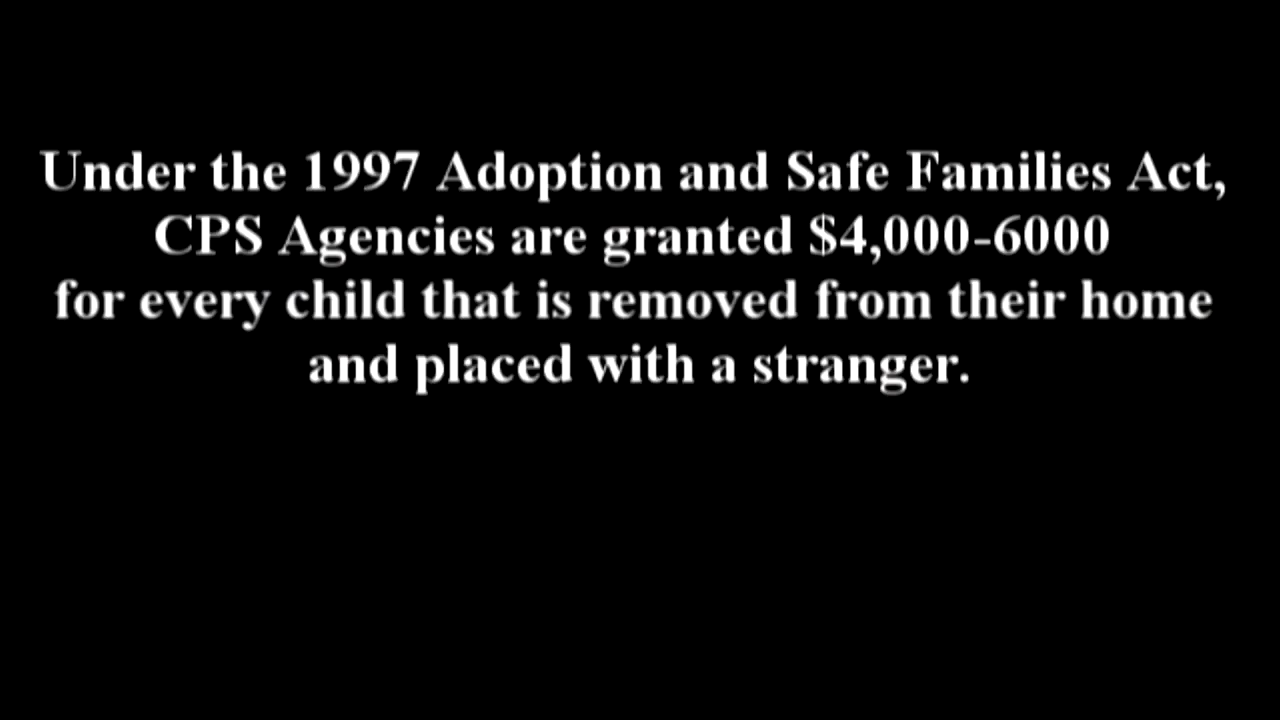 Under the 1997 Adoption and Safe Families Act,
CPS Agencies are granted $4,000-6000
for every child that is removed from their home
and placed with a stranger.